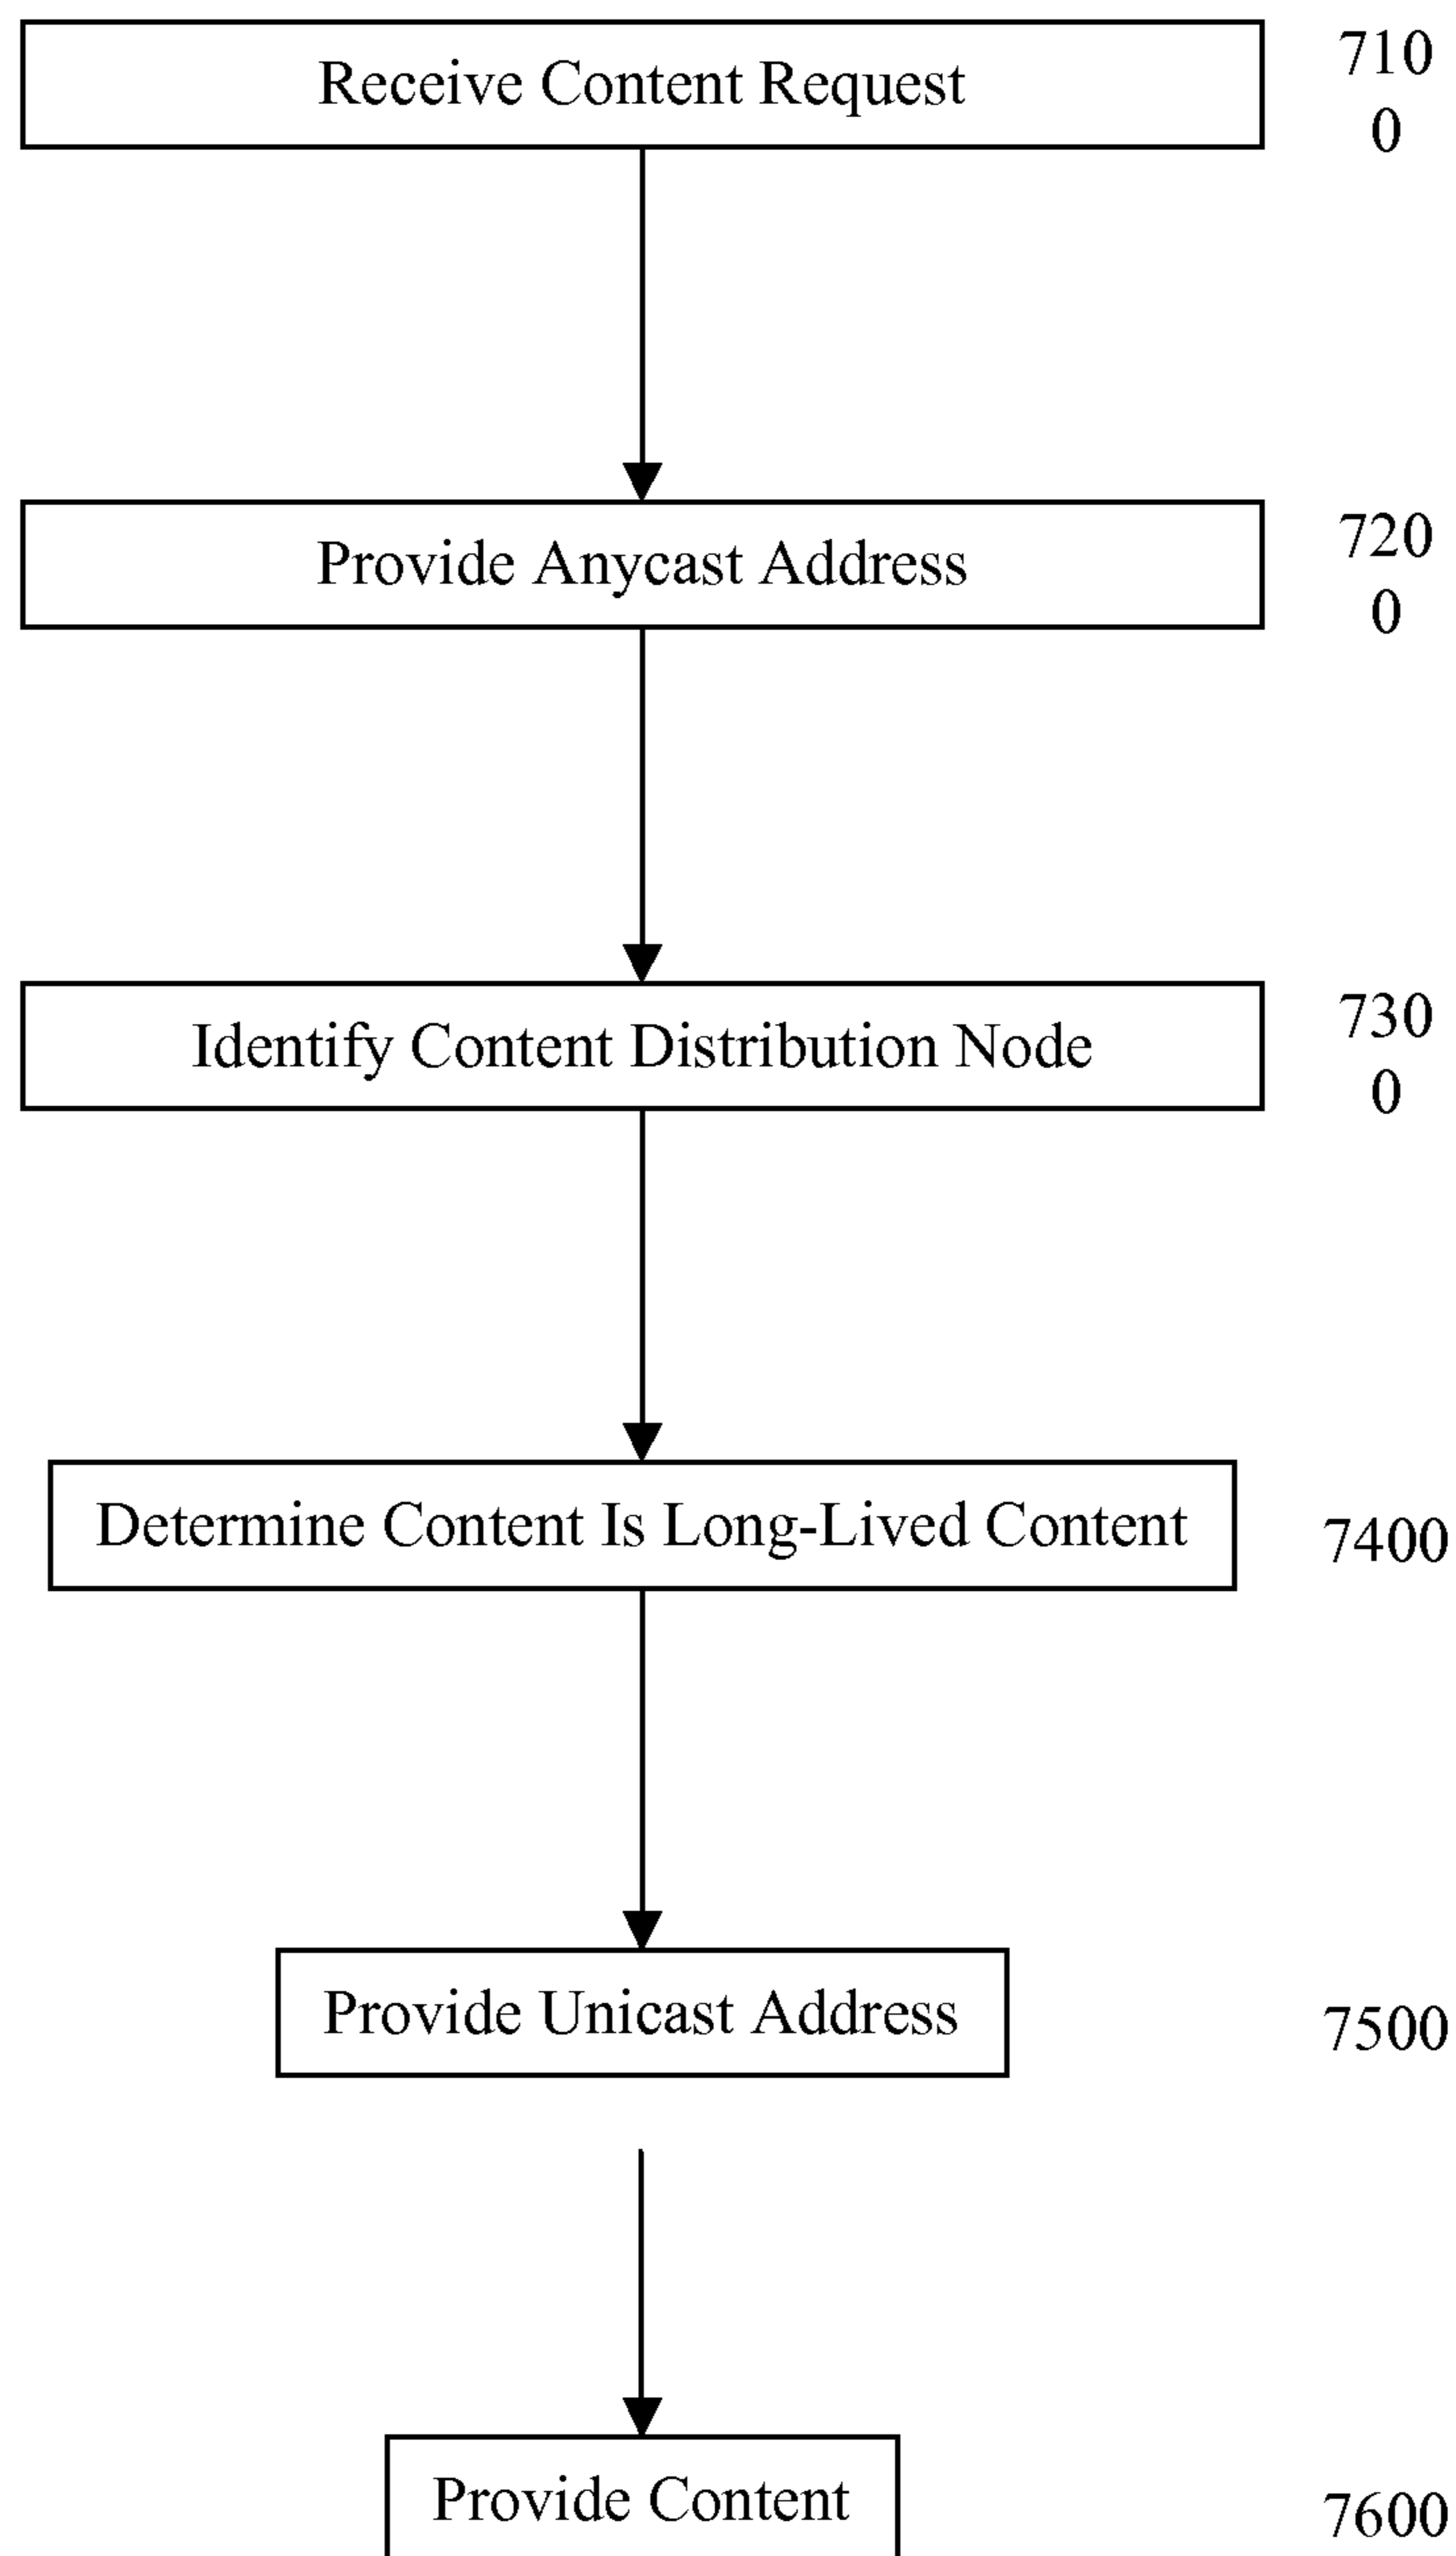 Receive Content Request
710
0
Provide Anycast Address
720
0
Identify Content Distribution Node
730
0
Determine Content Is Long-Lived Content
7400
Provide Unicast Address
7500
Provide Content
7600